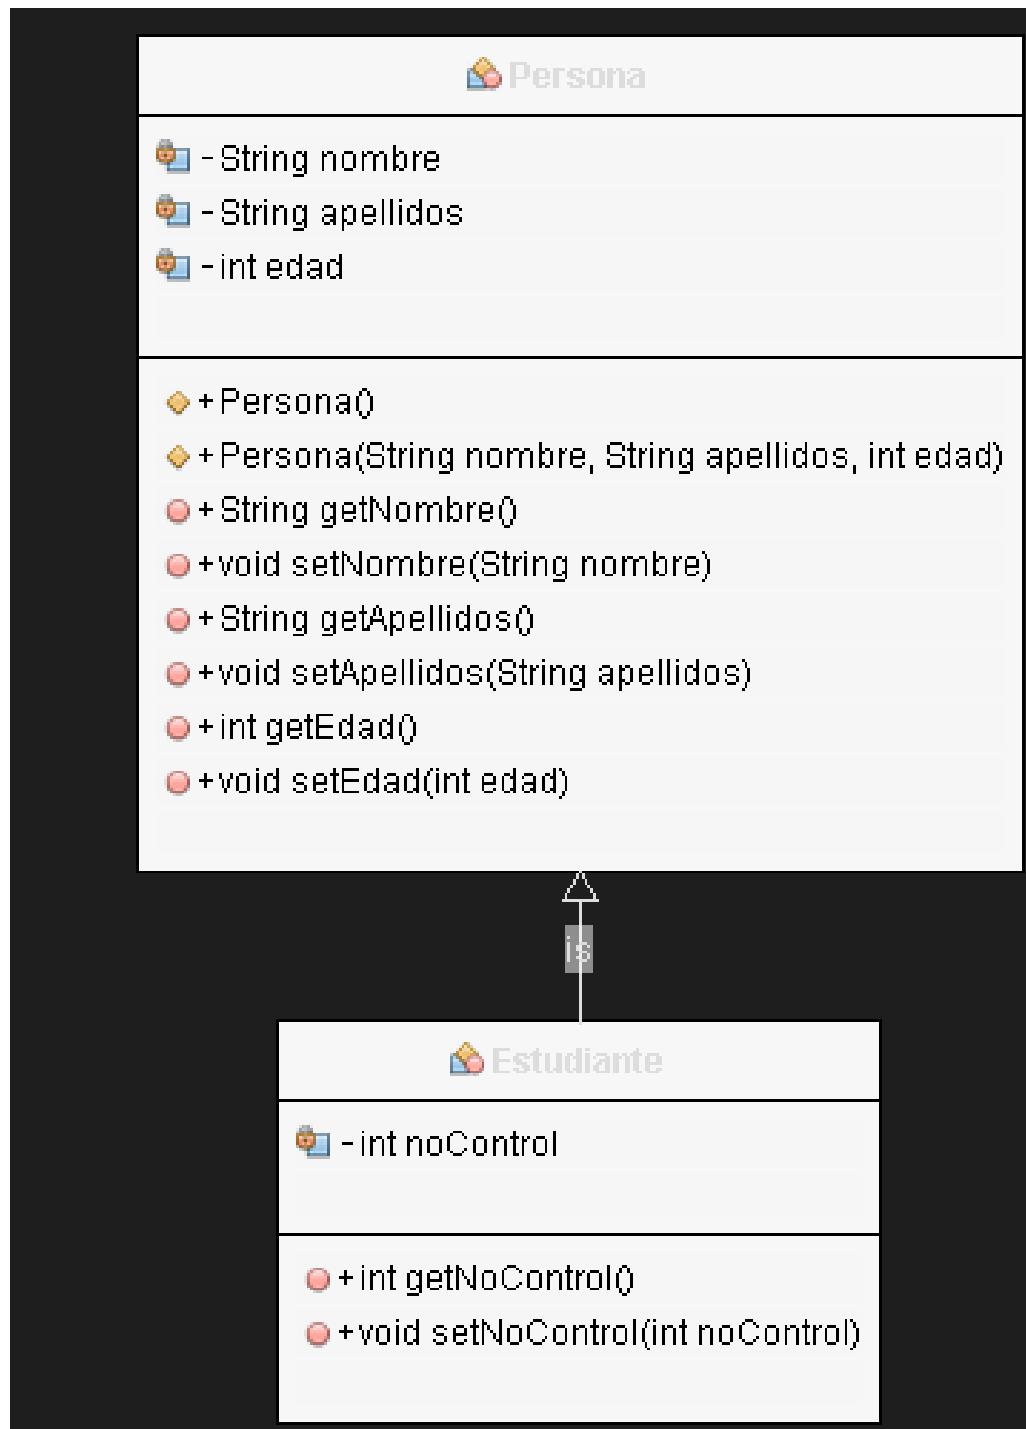 Persona
-String nombre
-String apellidos
-int edad
+Persona()
+Persona(String nombre, String apellidos, int edad)
+String getNombre()
+void setNombre(String nombre)
+String getApellidos()
+void setApellidos(String apellidos)
+int getEdad()
+void setEdad(int edad)
is
Estudiante
-int noControl
+int getNoControl()
+void setNoControl(int noControl)